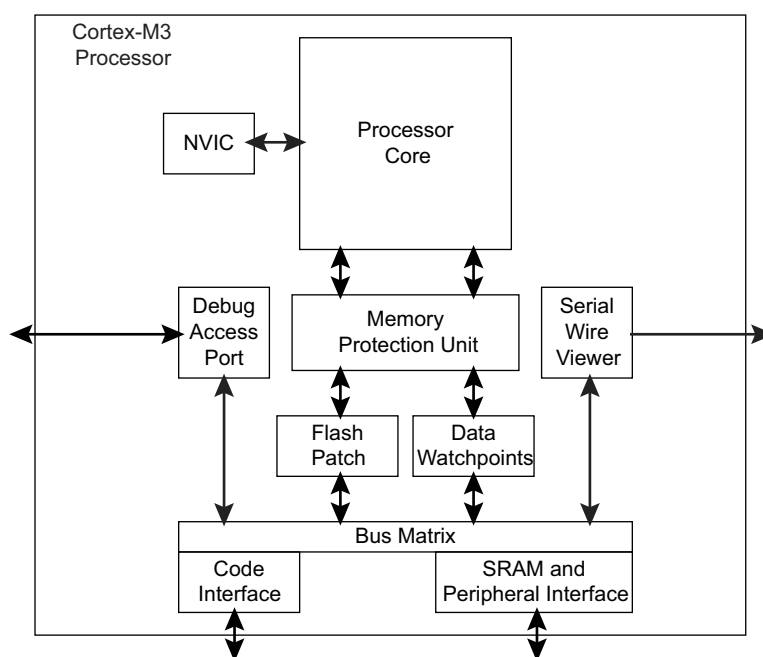 Cortex-M3
Processor
NVIC
Processor
Core
Debug
Access
Port
Memory
Protection Unit
Serial
Wire
Viewer
Flash
Patch
Data
Watchpoints
Bus Matrix
Code
Interface
SRAM and
Peripheral Interface